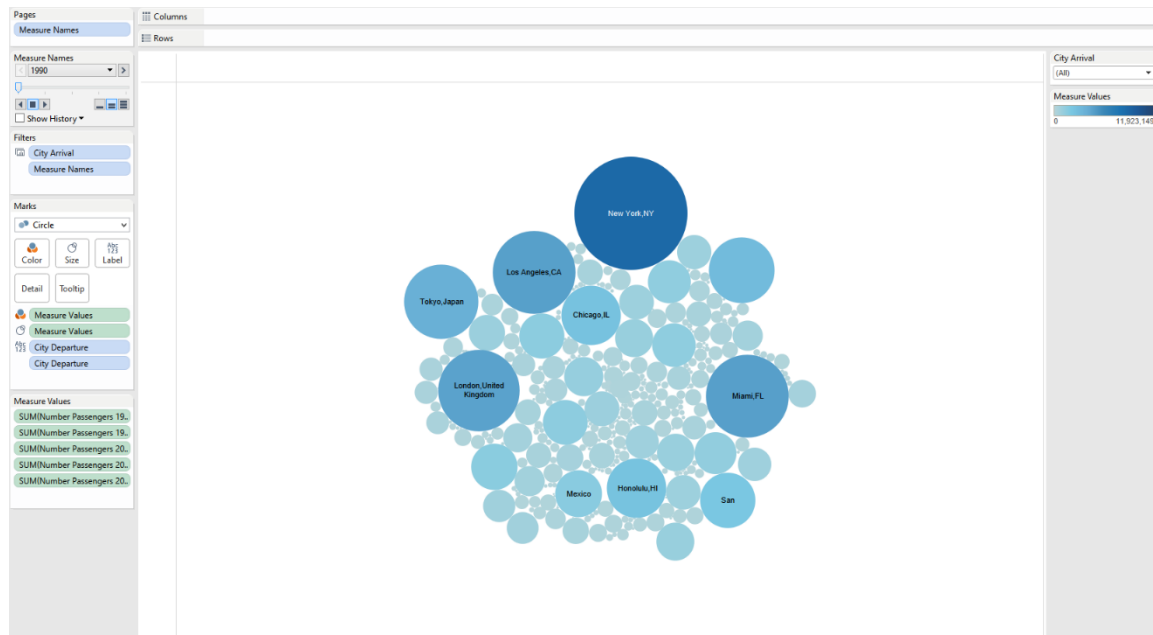 Pages
Measure Names
Columns
Rows
Measure Names
1990
Show History
Filters
City Arrival
Measure Names
Marks
Circle
Color
Size
Abc
123
Label
Detail
Tooltip
Measure Values
Measure Values
Abc
123
City Departure
City Departure
Measure Values
SUM(Number Passengers 19..
SUM(Number Passengers 19..
SUM(Number Passengers 20..
SUM(Number Passengers 20..
SUM(Number Passengers 20..
New York,NY
Los Angeles,CA
Tokyo,Japan
Chicago,IL
London,United
Kingdom
Miami,FL
Mexico
Honolulu,HI
San
City Arrival
(All)
Measure Values
0